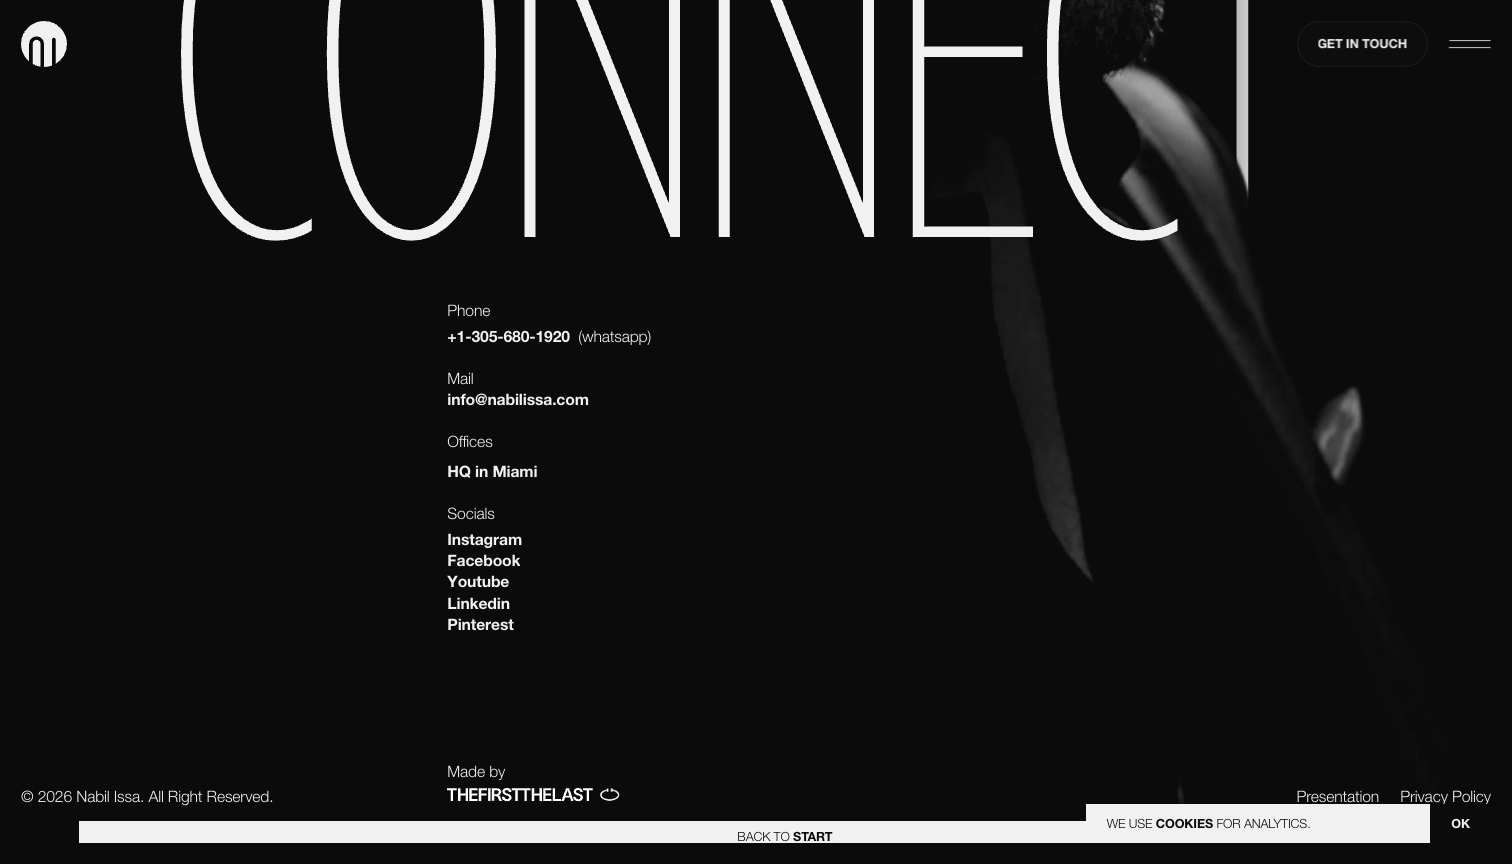 CONNECT
GET IN TOUCH
Phone
+1-305-680-1920 (whatsapp)
Mail
info@nabilissa.com
Offices
HQ in Miami
Socials
Instagram
Facebook
Youtube
Linkedin
Pinterest
Made by
THEFIRSTTHELAST
© 2026 Nabil Issa. All Right Reserved.
Presentation Privacy Policy
WE USE COOKIES FOR ANALYTICS. OK
BACK TO START